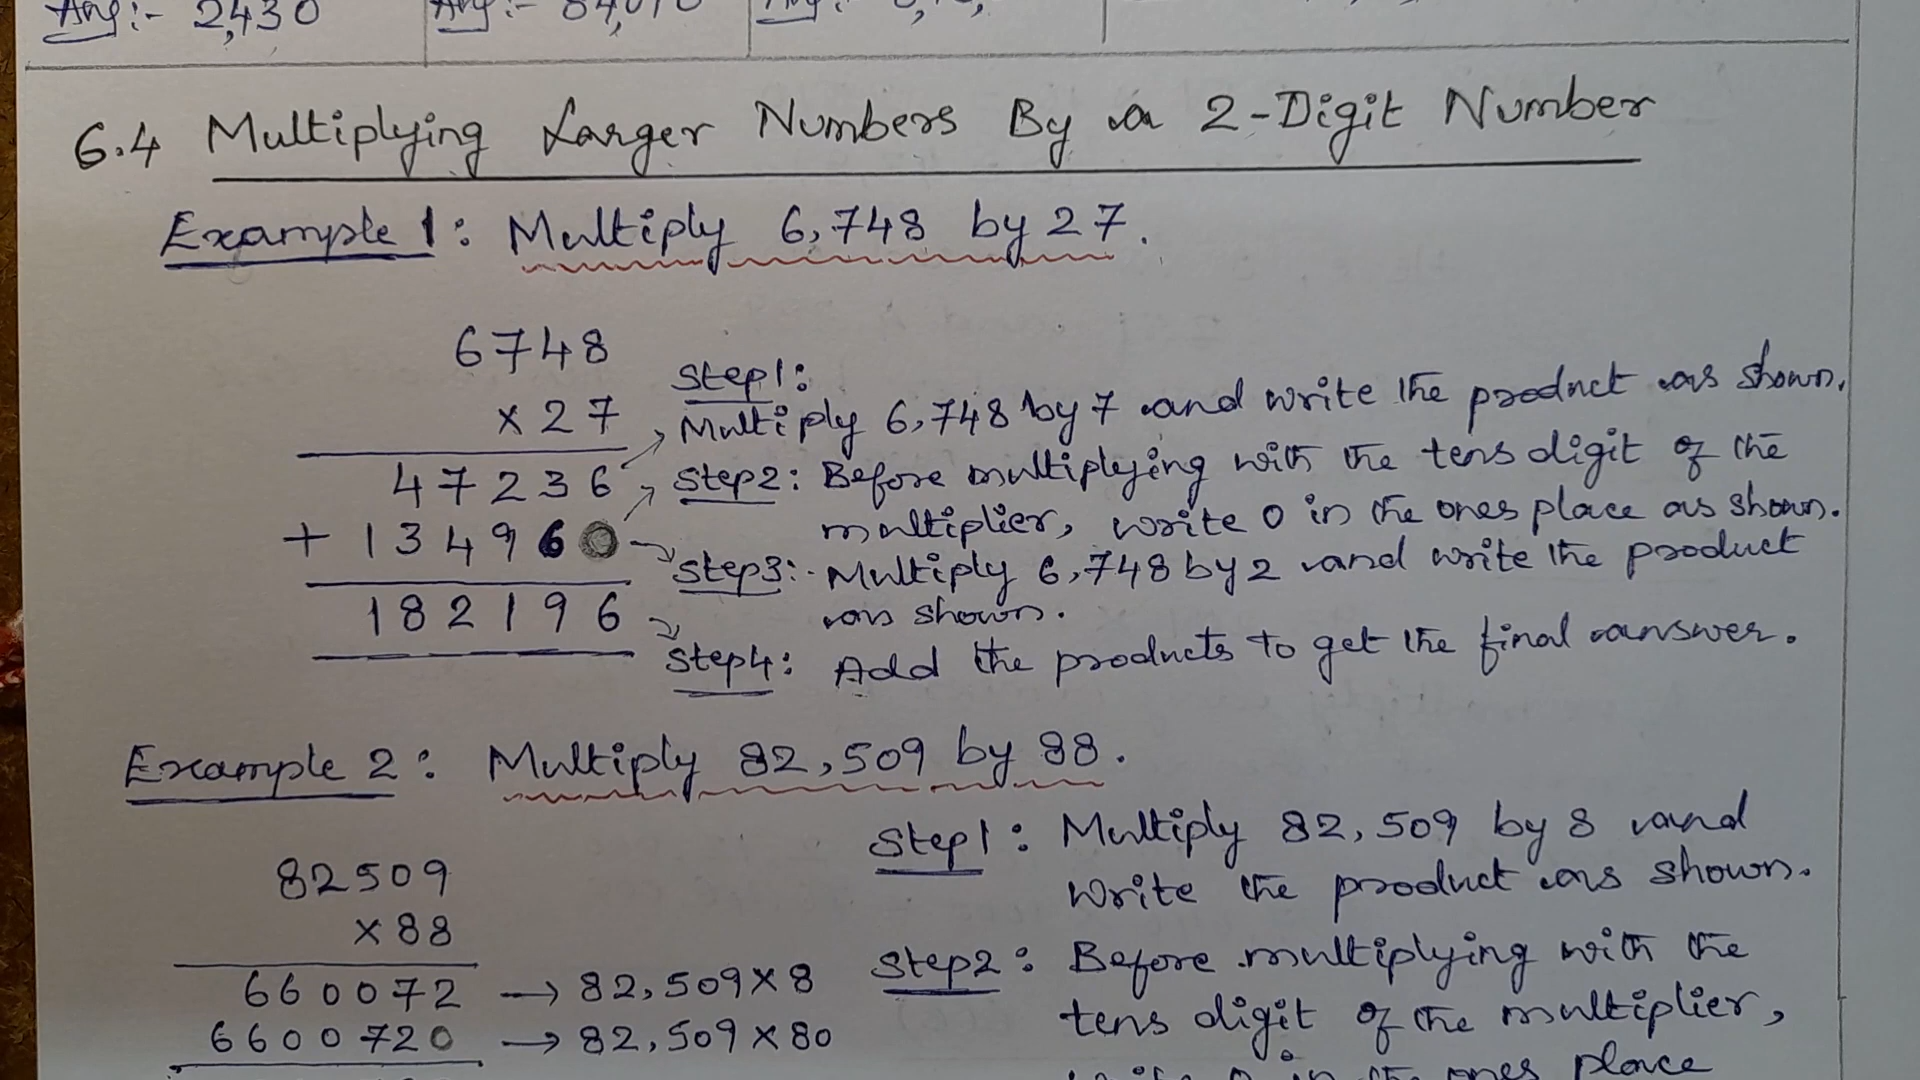 Ans:- 2,430
6.4 Multiplying Larger Numbers By a 2-Digit Number
Example 1: Multiply 6,748 by 27.
6748
×27
47236
+ 134960
182196
Step1:
Multiply 6,748 by 7 and write the product as shown.
Step2: Before multiplying with the tens digit of the
multiplier, write 0 in the ones place as shown.
Step3:- Multiply 6,748 by 2 and write the product
as shown.
Step4: Add the products to get the final answer.
Example 2: Multiply 82,509 by 88.
82509
×88
660072 → 82,509×8
6600720 → 82,509×80
Step1: Multiply 82,509 by 8 and
Write the product as shown.
Step2: Before multiplying with the
tens digit of the multiplier,
ones place